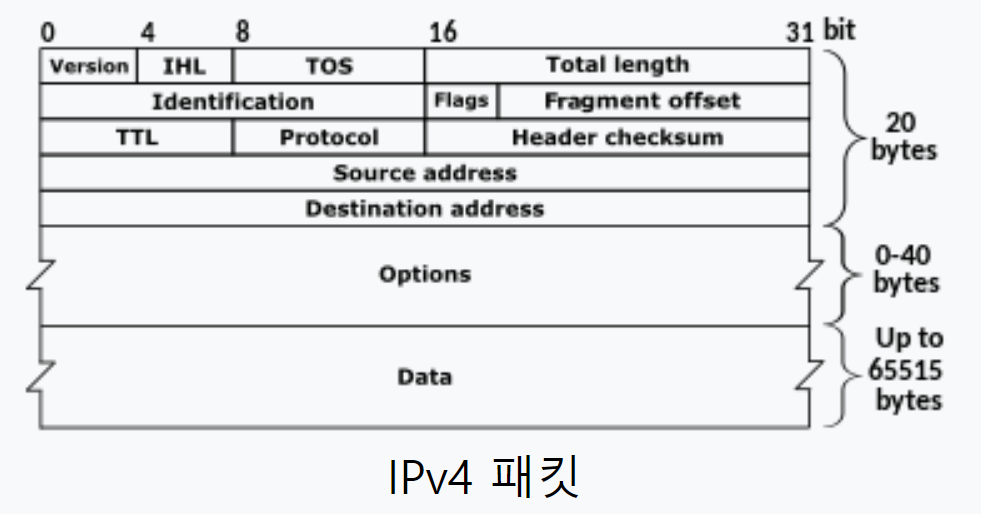 0 4 8 16 31 bit
Version IHL TOS Total length
Identification Flags Fragment offset
TTL Protocol Header checksum
Source address
Destination address
20
bytes
Options
0-40
bytes
Data
Up to
65515
bytes
IPv4 패킷